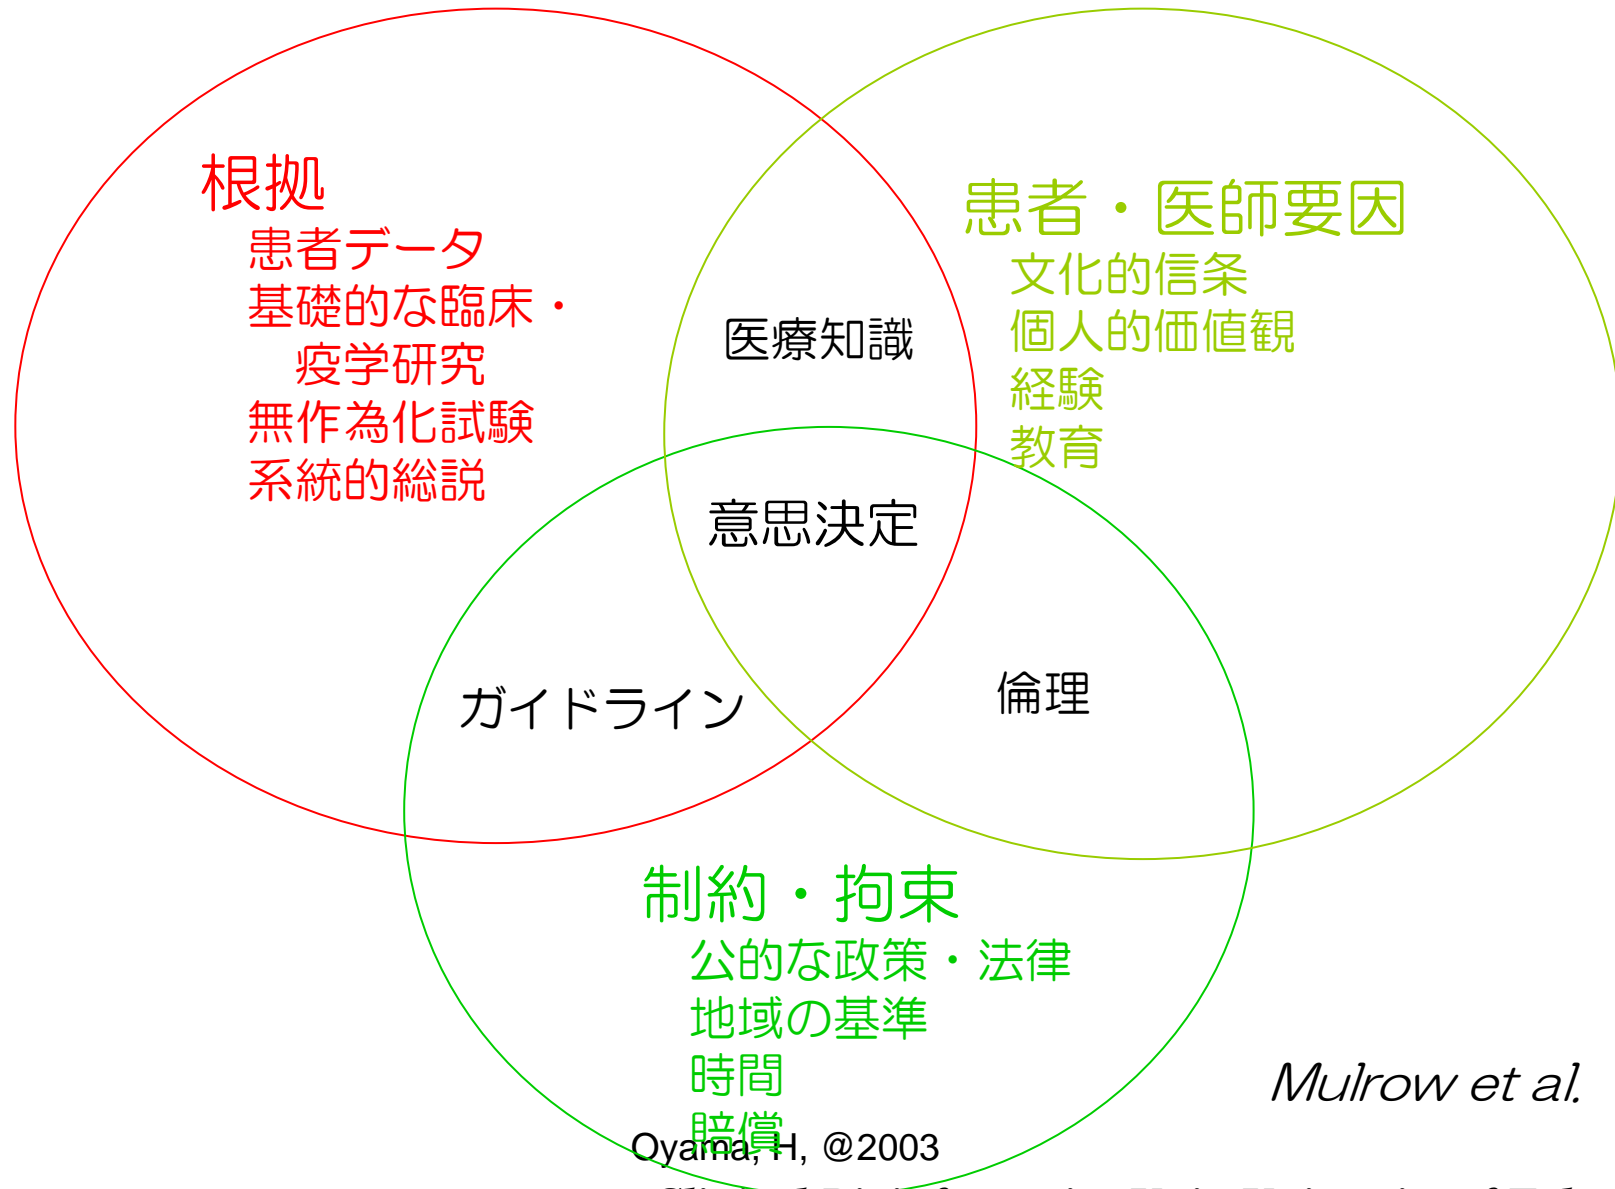 根拠
患者データ
基礎的な臨床・
疫学研究
無作為化試験
系統的総説
患者・医師要因
文化的信条
個人的価値観
経験
教育
医療知識
意思決定
ガイドライン
倫理
制約・拘束
公的な政策・法律
地域の基準
時間
賠償
Mulrow et al.
Oyama, H, @2003